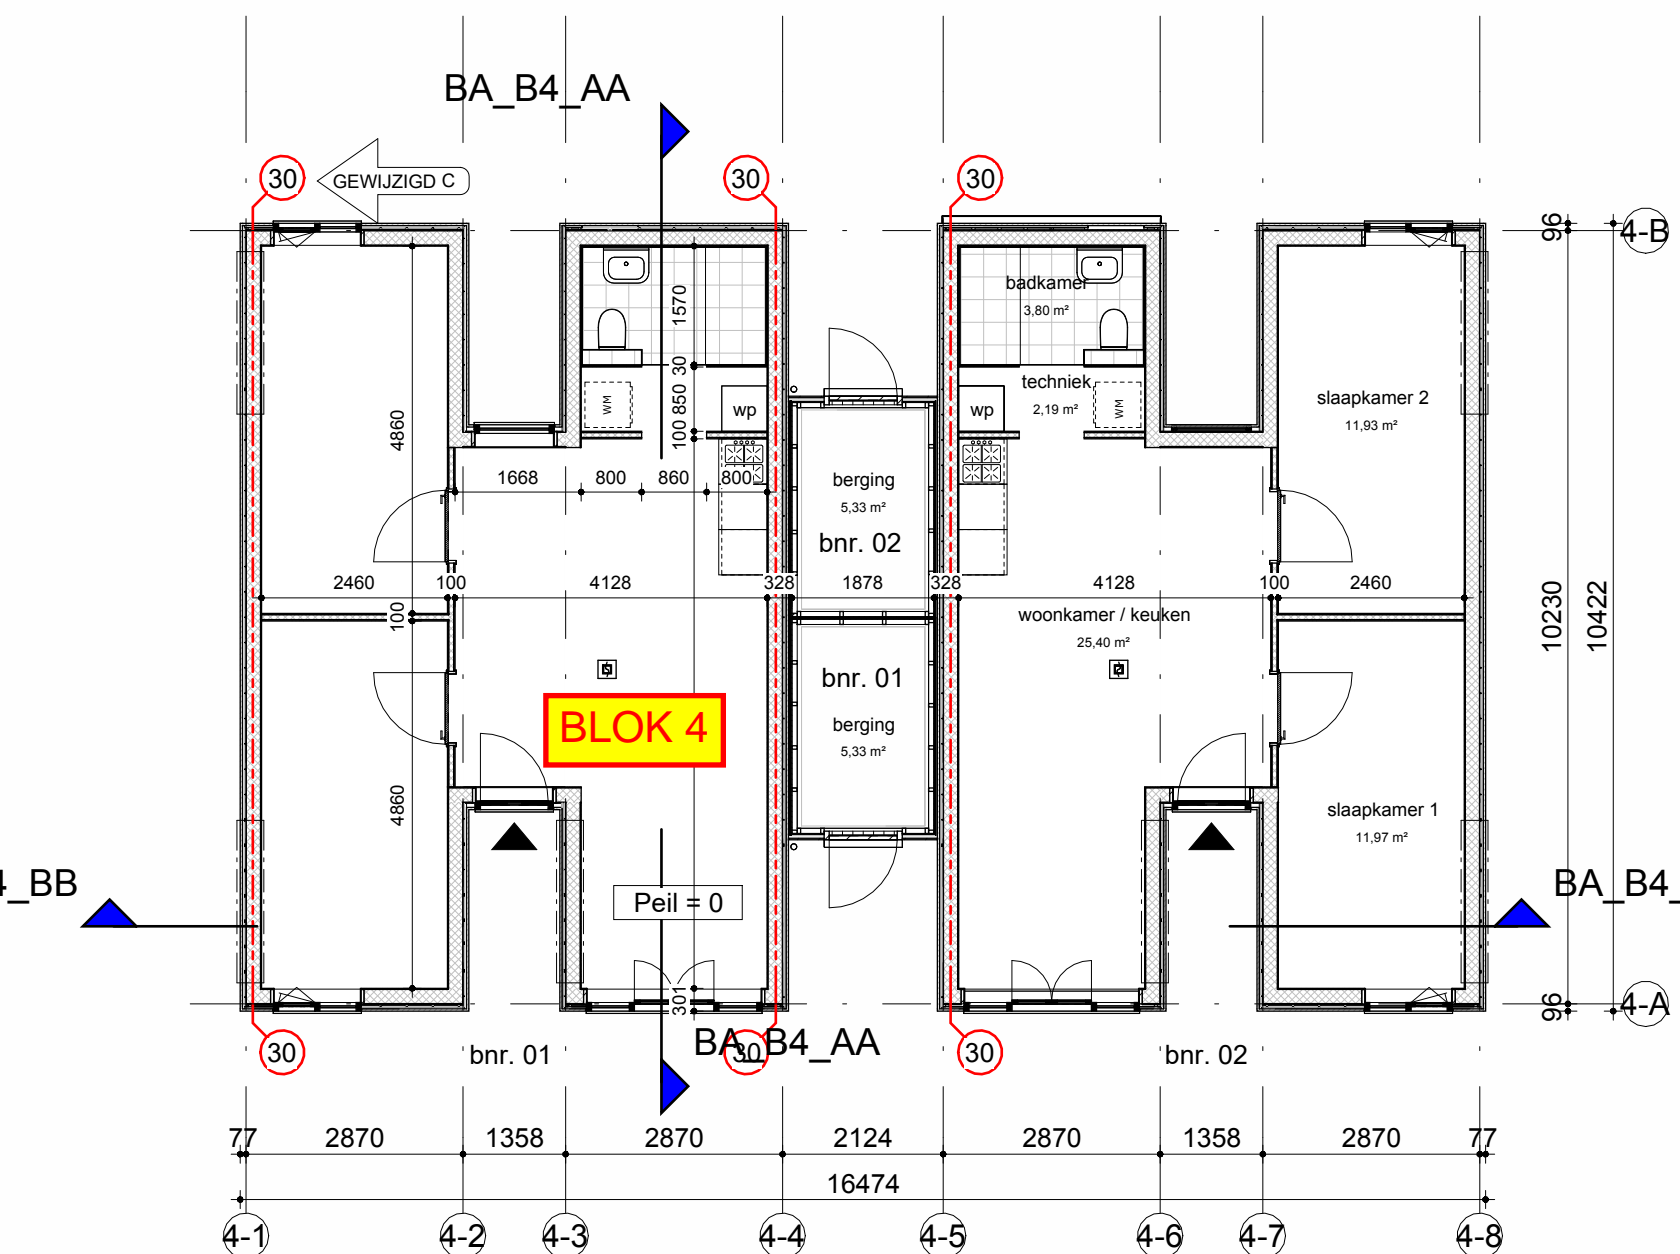 BA_B4_AA
30
GEWIJZIGD C
30
30
96
4-B
badkamer
3,80 m²
1570
30
techniek
2,19 m²
WM
wp
wp
WM
850
100
slaapkamer 2
11,93 m²
4860
1668
800
860
800
berging
5,33 m²
bnr. 02
2460
100
4128
328
1878
328
4128
100
2460
100
woonkamer / keuken
25,40 m²
10230
10422
bnr. 01
berging
5,33 m²
BLOK 4
4860
slaapkamer 1
11,97 m²
4_BB
BA_B4_
Peil = 0
301
96
4-A
30
bnr. 01
BA_B4_AA
30
30
bnr. 02
77
2870
1358
2870
2124
2870
1358
2870
77
16474
4-1
4-2
4-3
4-4
4-5
4-6
4-7
4-8